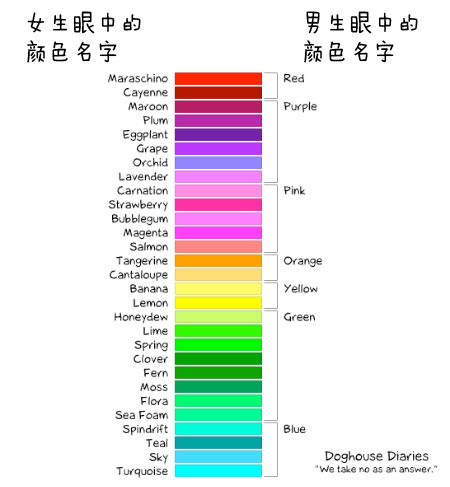 女生眼中的
颜色名字
男生眼中的
颜色名字
Maraschino
Red
Cayenne
Maroon
Purple
Plum
Eggplant
Grape
Orchid
Lavender
Carnation
Pink
Strawberry
Bubblegum
Magenta
Salmon
Tangerine
Orange
Cantaloupe
Banana
Yellow
Lemon
Honeydew
Green
Lime
Spring
Clover
Fern
Moss
Flora
Sea Foam
Spindrift
Blue
Teal
Sky
Turquoise
Doghouse Diaries
"We take no as an answer."